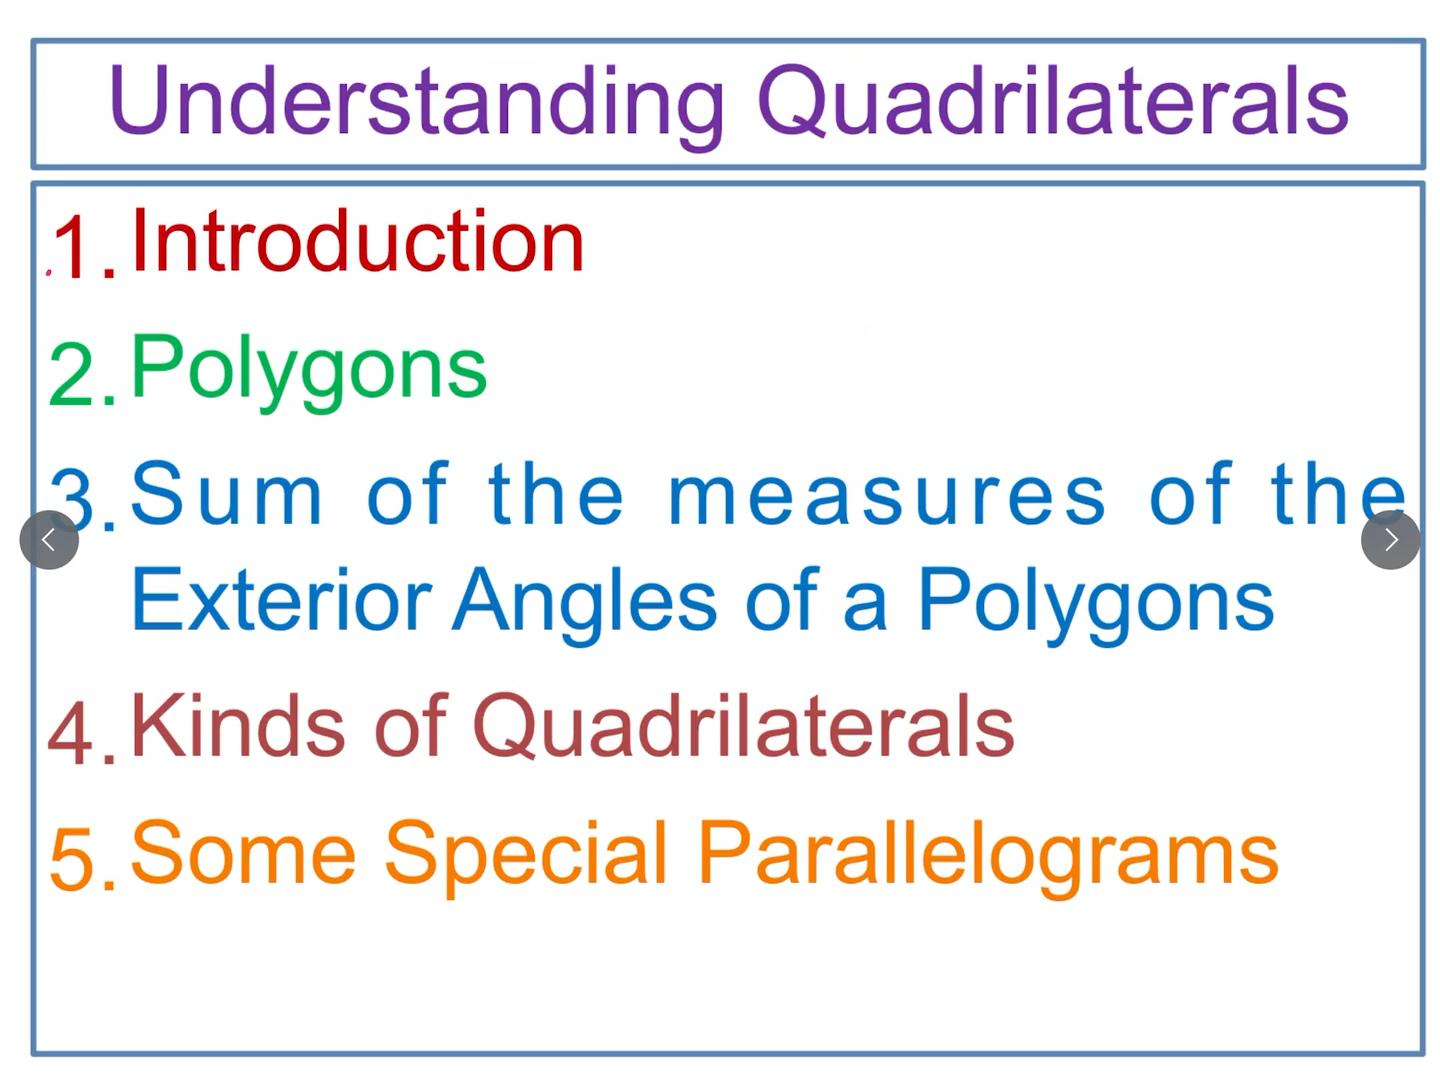 Understanding Quadrilaterals
1. Introduction
2. Polygons
3. Sum of the measures of the
Exterior Angles of a Polygons
4. Kinds of Quadrilaterals
5. Some Special Parallelograms